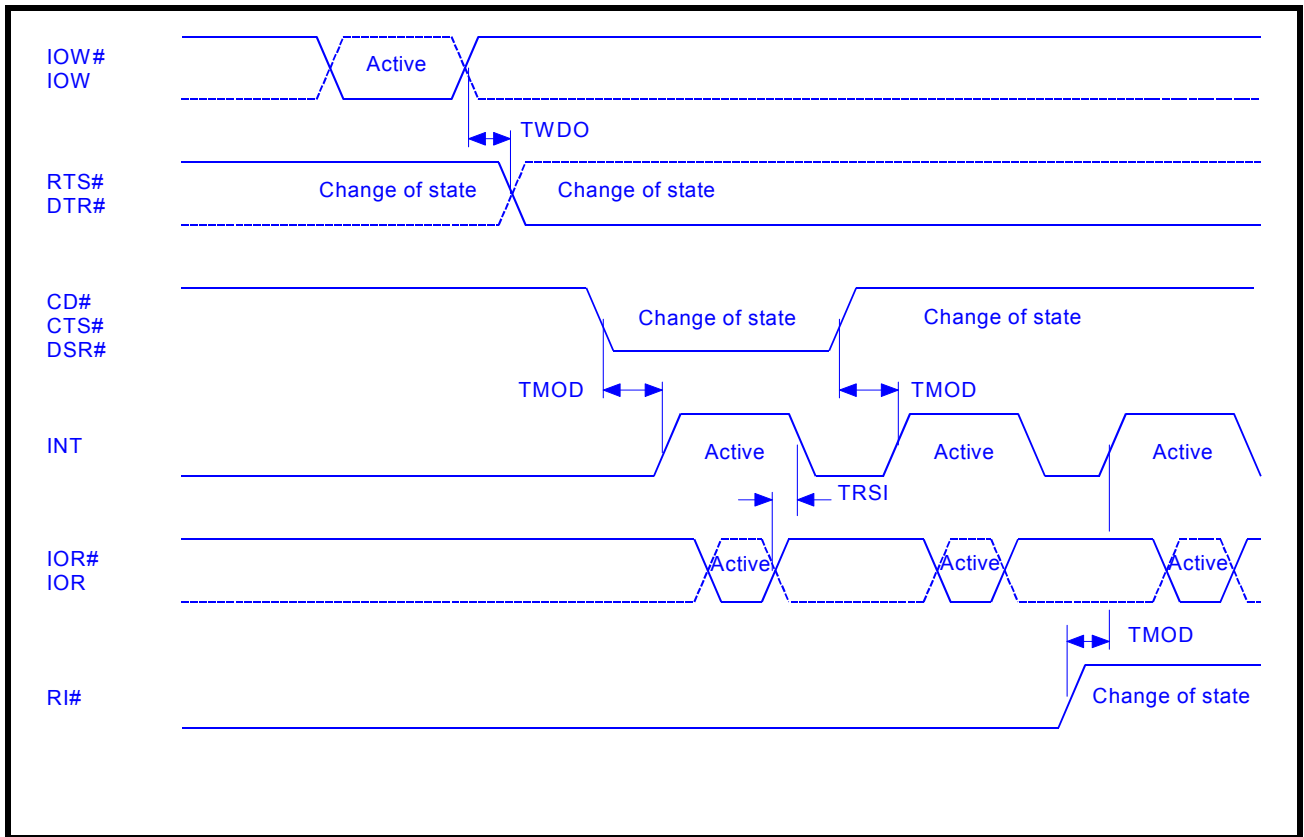 IOW#
IOW
Active
TWDO
RTS#
DTR#
Change of state
Change of state
CD#
CTS#
DSR#
Change of state
Change of state
TMOD
TMOD
INT
Active
Active
Active
TRSI
IOR#
IOR
Active
Active
Active
TMOD
RI#
Change of state